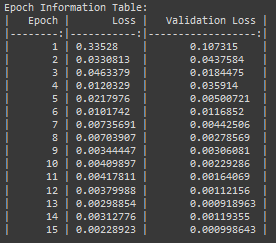 Epoch Information Table:
|   Epoch |       Loss |   Validation Loss |
|--------:|-----------:|------------------:|
|       1 | 0.33528    |       0.107315    |
|       2 | 0.0330813  |       0.0437584   |
|       3 | 0.0463379  |       0.0184475   |
|       4 | 0.0120329  |       0.035914    |
|       5 | 0.0217976  |       0.00500721  |
|       6 | 0.0101742  |       0.0116852   |
|       7 | 0.00735691 |       0.00442506  |
|       8 | 0.00703907 |       0.00278569  |
|       9 | 0.00344447 |       0.00306081  |
|      10 | 0.00409897 |       0.00229286  |
|      11 | 0.00417811 |       0.00164069  |
|      12 | 0.00379988 |       0.00112156  |
|      13 | 0.00298854 |       0.000918963 |
|      14 | 0.00312776 |       0.00119355  |
|      15 | 0.00228923 |       0.000998643 |